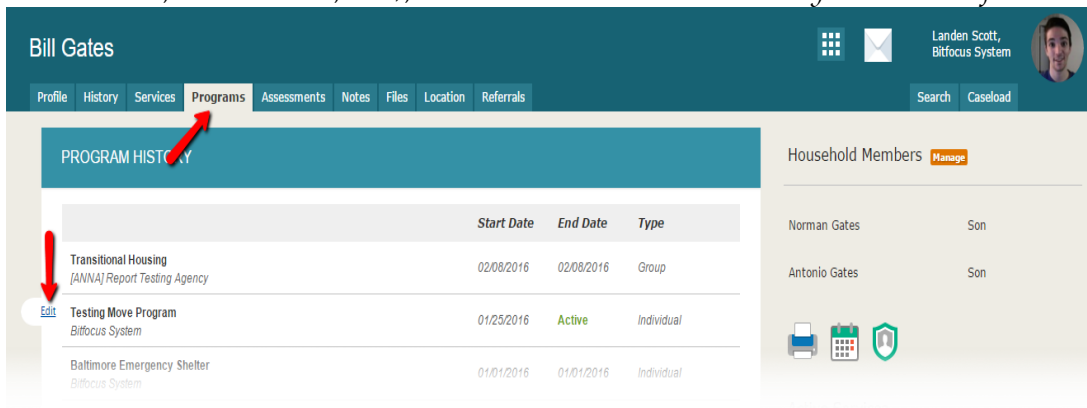 Bill Gates
Landen Scott,
Bitfocus System
Profile History Services Programs Assessments Notes Files Location Referrals
Search Caseload
PROGRAM HISTORY
Household Members Manage
Start Date End Date Type
Norman Gates Son
Transitional Housing
[ANNA] Report Testing Agency
02/08/2016 02/08/2016 Group
Antonio Gates Son
Edit
Testing Move Program
Bitfocus System
01/25/2016 Active Individual
Baltimore Emergency Shelter
Bitfocus System
01/01/2016 01/01/2016 Individual